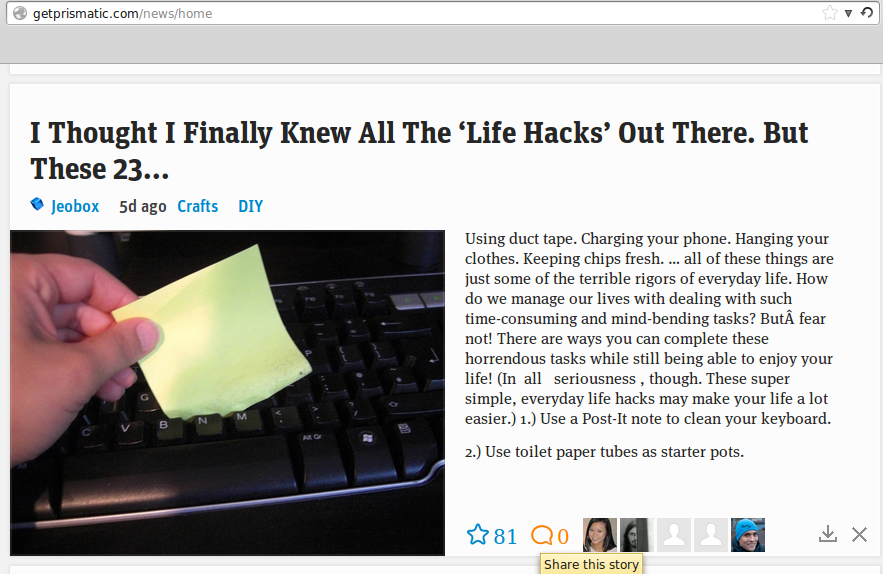 getprismatic.com/news/home
I Thought I Finally Knew All The ‘Life Hacks’ Out There. But
These 23...
Jeobox 5d ago Crafts DIY
Using duct tape. Charging your phone. Hanging your
clothes. Keeping chips fresh. ... all of these things are
just some of the terrible rigors of everyday life. How
do we manage our lives with dealing with such
time-consuming and mind-bending tasks? ButÂ fear
not! There are ways you can complete these
horrendous tasks while still being able to enjoy your
life! (In all seriousness , though. These super
simple, everyday life hacks may make your life a lot
easier.) 1.) Use a Post-It note to clean your keyboard.
2.) Use toilet paper tubes as starter pots.
G
C V B N M
Alt Gr
81 0
Share this story